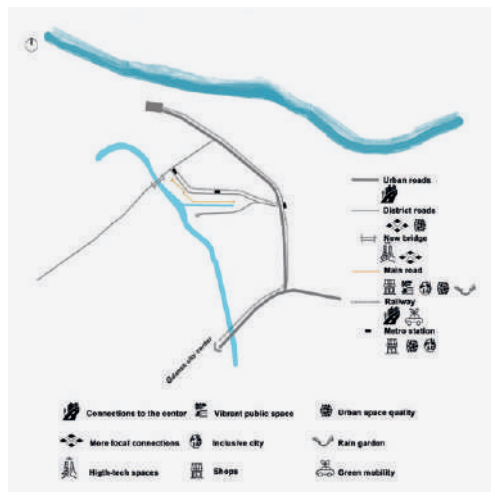 Urban roads
District roads
New bridge
Main road
Railway
Metro station
Gdansk city center
Connections to the center
Vibrant public space
Urban space quality
More local connections
Inclusive city
Rain garden
Higth-tech spaces
Shops
Green mobility